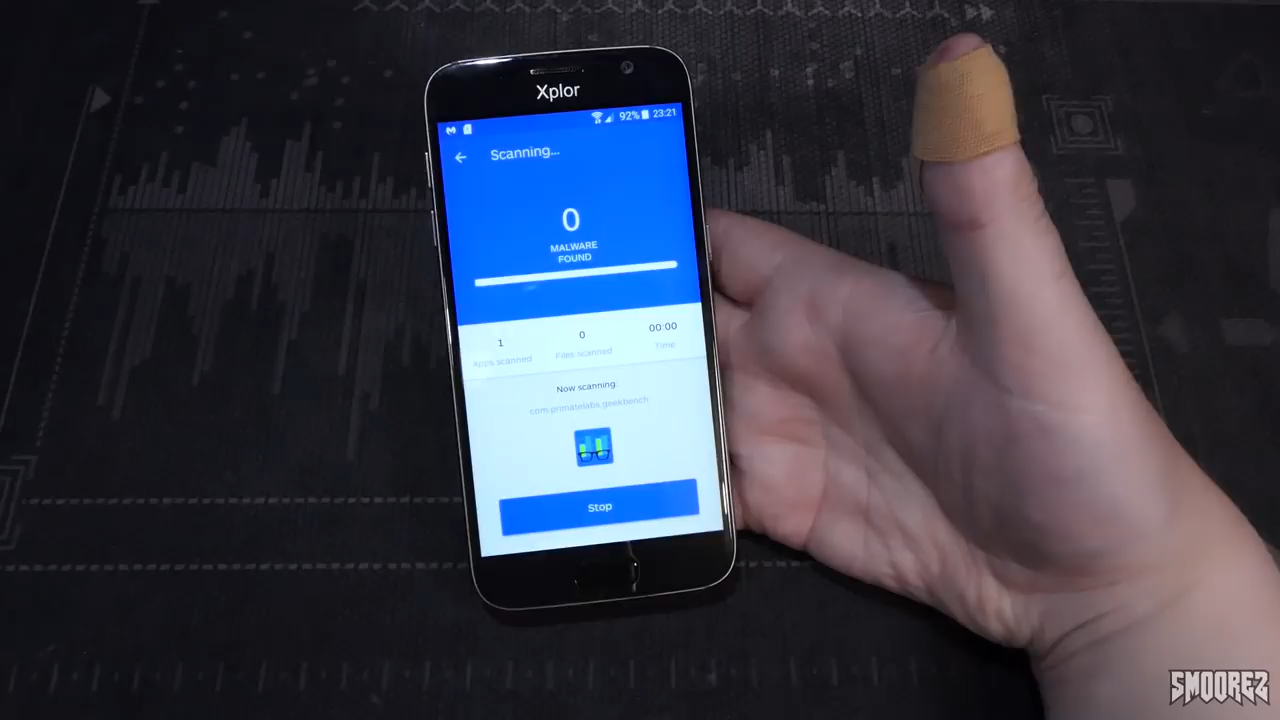 Xplor
92% 23:21
Scanning...
0
MALWARE
FOUND
1 0 00:00
Apps scanned Files scanned Time
Now scanning:
com.primatelabs.geekbench
Stop
SMOOREZ